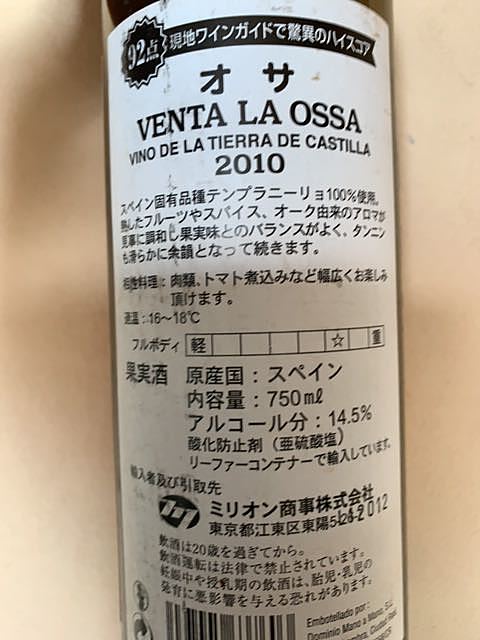 92点
現地ワインガイドで驚異のハイスコア
オサ
VENTA LA OSSA
VINO DE LA TIERRA DE CASTILLA
2010
スペイン固有品種テンプラニーリョ100%使用。
熟したフルーツやスパイス、オーク由来のアロマが
見事に調和し果実味とのバランスがよく、タンニン
も滑らかに余韻となって続きます。
相性料理：肉類、トマト煮込みなど幅広くお楽しみ
頂けます。
適温：16〜18℃
フルボディ 軽 ☆ 重
果実酒 原産国：スペイン
内容量：750㎖
アルコール分：14.5%
酸化防止剤（亜硫酸塩）
リーファーコンテナーで輸入しています。
輸入者及び引取先
ミリオン商事株式会社
東京都江東区東陽5-26-7
2012
飲酒は20歳を過ぎてから。
飲酒運転は法律で禁止されています。
妊娠中や授乳期の飲酒は、胎児・乳児の
発育に悪影響を与える恐れがあります。
Embotellado por:
Dominio Mano a Mano, S.L.
Ciudad Real